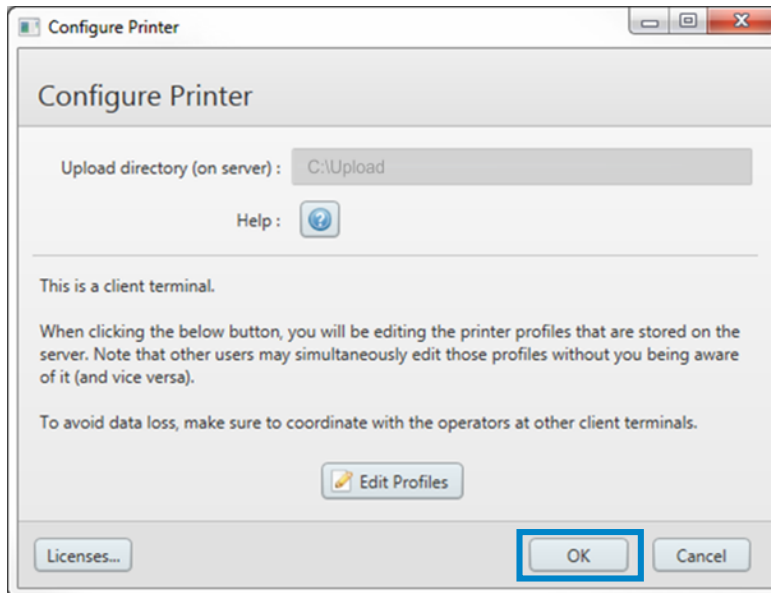 Configure Printer
Configure Printer
Upload directory (on server) : C:\Upload
Help :
This is a client terminal.
When clicking the below button, you will be editing the printer profiles that are stored on the
server. Note that other users may simultaneously edit those profiles without you being aware
of it (and vice versa).
To avoid data loss, make sure to coordinate with the operators at other client terminals.
Edit Profiles
Licenses... OK Cancel